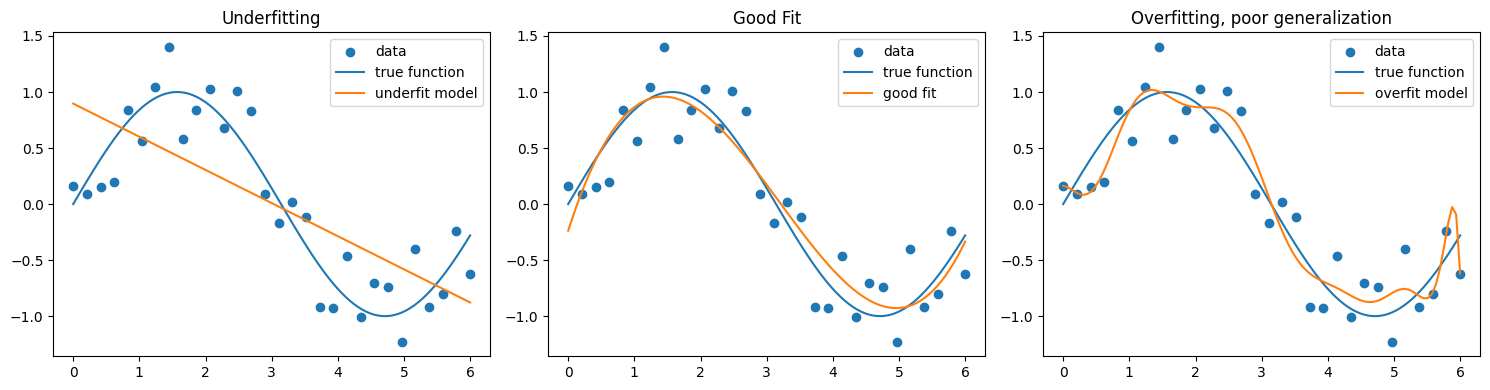 Underfitting
data
true function
underfit model
1.5
1.0
0.5
0.0
−0.5
−1.0
0 1 2 3 4 5 6
Good Fit
data
true function
good fit
1.5
1.0
0.5
0.0
−0.5
−1.0
0 1 2 3 4 5 6
Overfitting, poor generalization
data
true function
overfit model
1.5
1.0
0.5
0.0
−0.5
−1.0
0 1 2 3 4 5 6